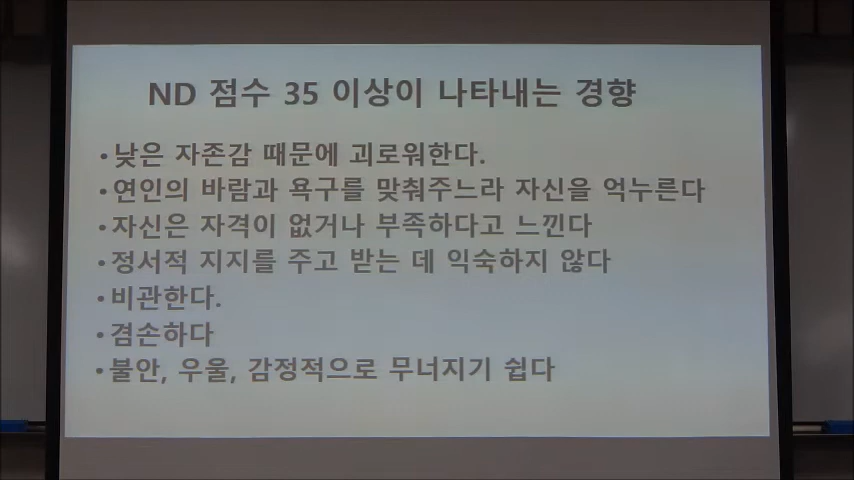 ND 점수 35 이상이 나타내는 경향
•낮은 자존감 때문에 괴로워한다.
•연인의 바람과 욕구를 맞춰주느라 자신을 억누른다
•자신은 자격이 없거나 부족하다고 느낀다
•정서적 지지를 주고 받는 데 익숙하지 않다
•비관한다.
•겸손하다
•불안, 우울, 감정적으로 무너지기 쉽다